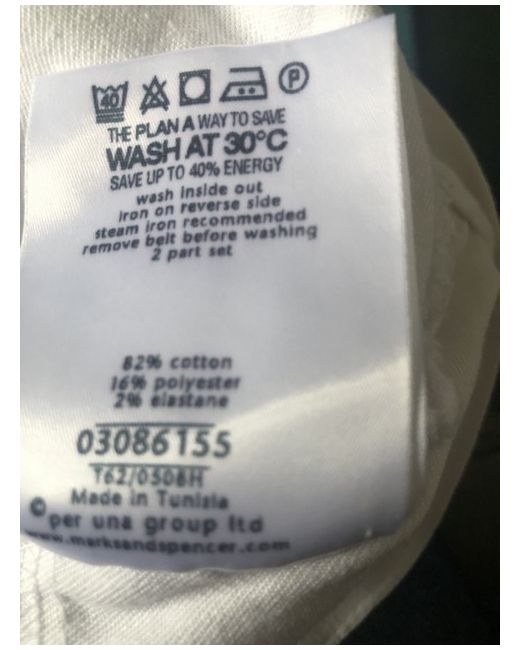 40 P
THE PLAN A WAY TO SAVE
WASH AT 30°C
SAVE UP TO 40% ENERGY
wash inside out
iron on reverse side
steam iron recommended
remove belt before washing
2 part set
82% cotton
16% polyester
2% elastane
03086155
T62/0508H
Made in Tunisia
© per una group ltd
www.marksandspencer.com